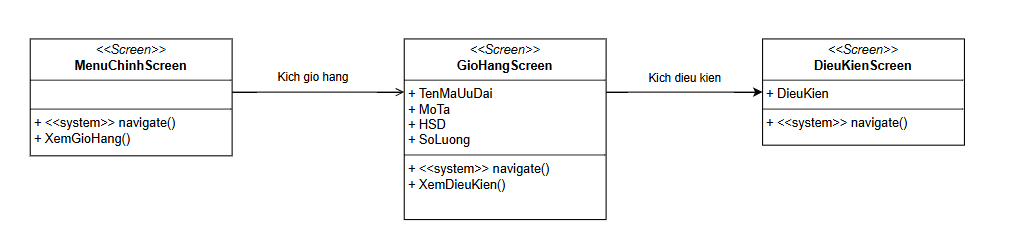 <<Screen>>
MenuChinhScreen
+ <<system>> navigate()
+ XemGioHang()
Kich gio hang
<<Screen>>
GioHangScreen
+ TenMaUuDai
+ MoTa
+ HSD
+ SoLuong
+ <<system>> navigate()
+ XemDieuKien()
Kich dieu kien
<<Screen>>
DieuKienScreen
+ DieuKien
+ <<system>> navigate()